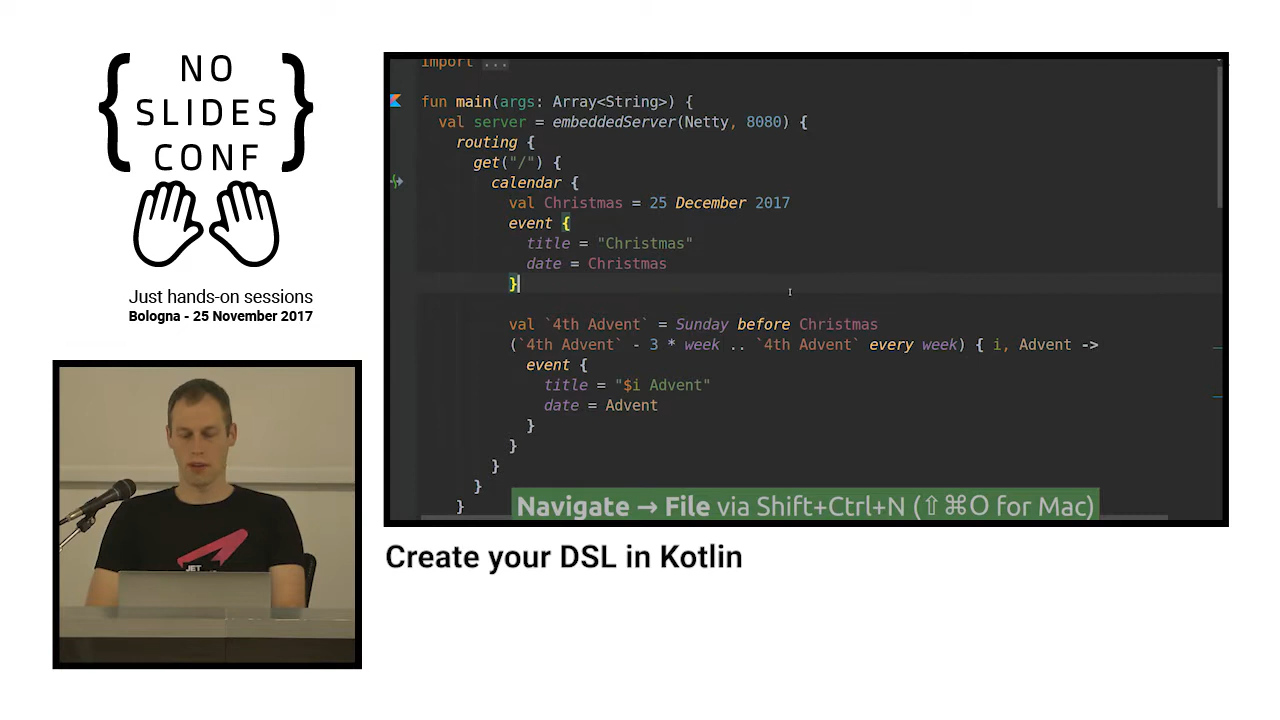 NO
SLIDES
CONF
Just hands-on sessions
Bologna - 25 November 2017
import ...
fun main(args: Array<String>) {
val server = embeddedServer(Netty, 8080) {
routing {
get("/") {
calendar {
val Christmas = 25 December 2017
event {
title = "Christmas"
date = Christmas
}
val `4th Advent` = Sunday before Christmas
(`4th Advent` - 3 * week .. `4th Advent` every week) { i, Advent ->
event {
title = "$i Advent"
date = Advent
}
}
}
}
}
Navigate → File via Shift+Ctrl+N (⇧⌘O for Mac)
JET
Create your DSL in Kotlin